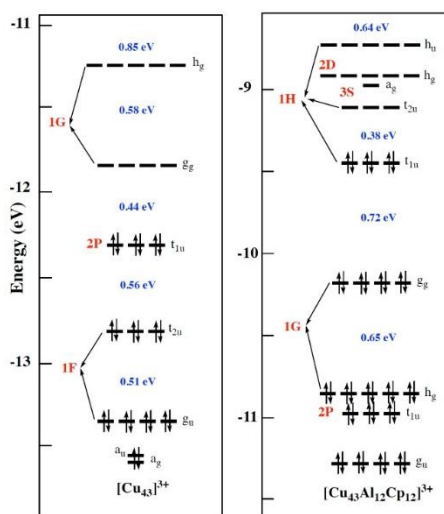 -11
0.85 eV
h_g
1G
0.58 eV
g_g
-12
0.44 eV
2P
t_1u
Energy (eV)
0.56 eV
t_2u
-13
1F
0.51 eV
g_u
a_u
a_g
[Cu_43]^3+
0.64 eV
h_u
2D
h_g
-9
3S
a_g
1H
t_2u
0.38 eV
t_1u
0.72 eV
-10
g_g
1G
0.65 eV
h_g
2P
t_1u
-11
g_u
[Cu_43Al_12Cp_12]^3+